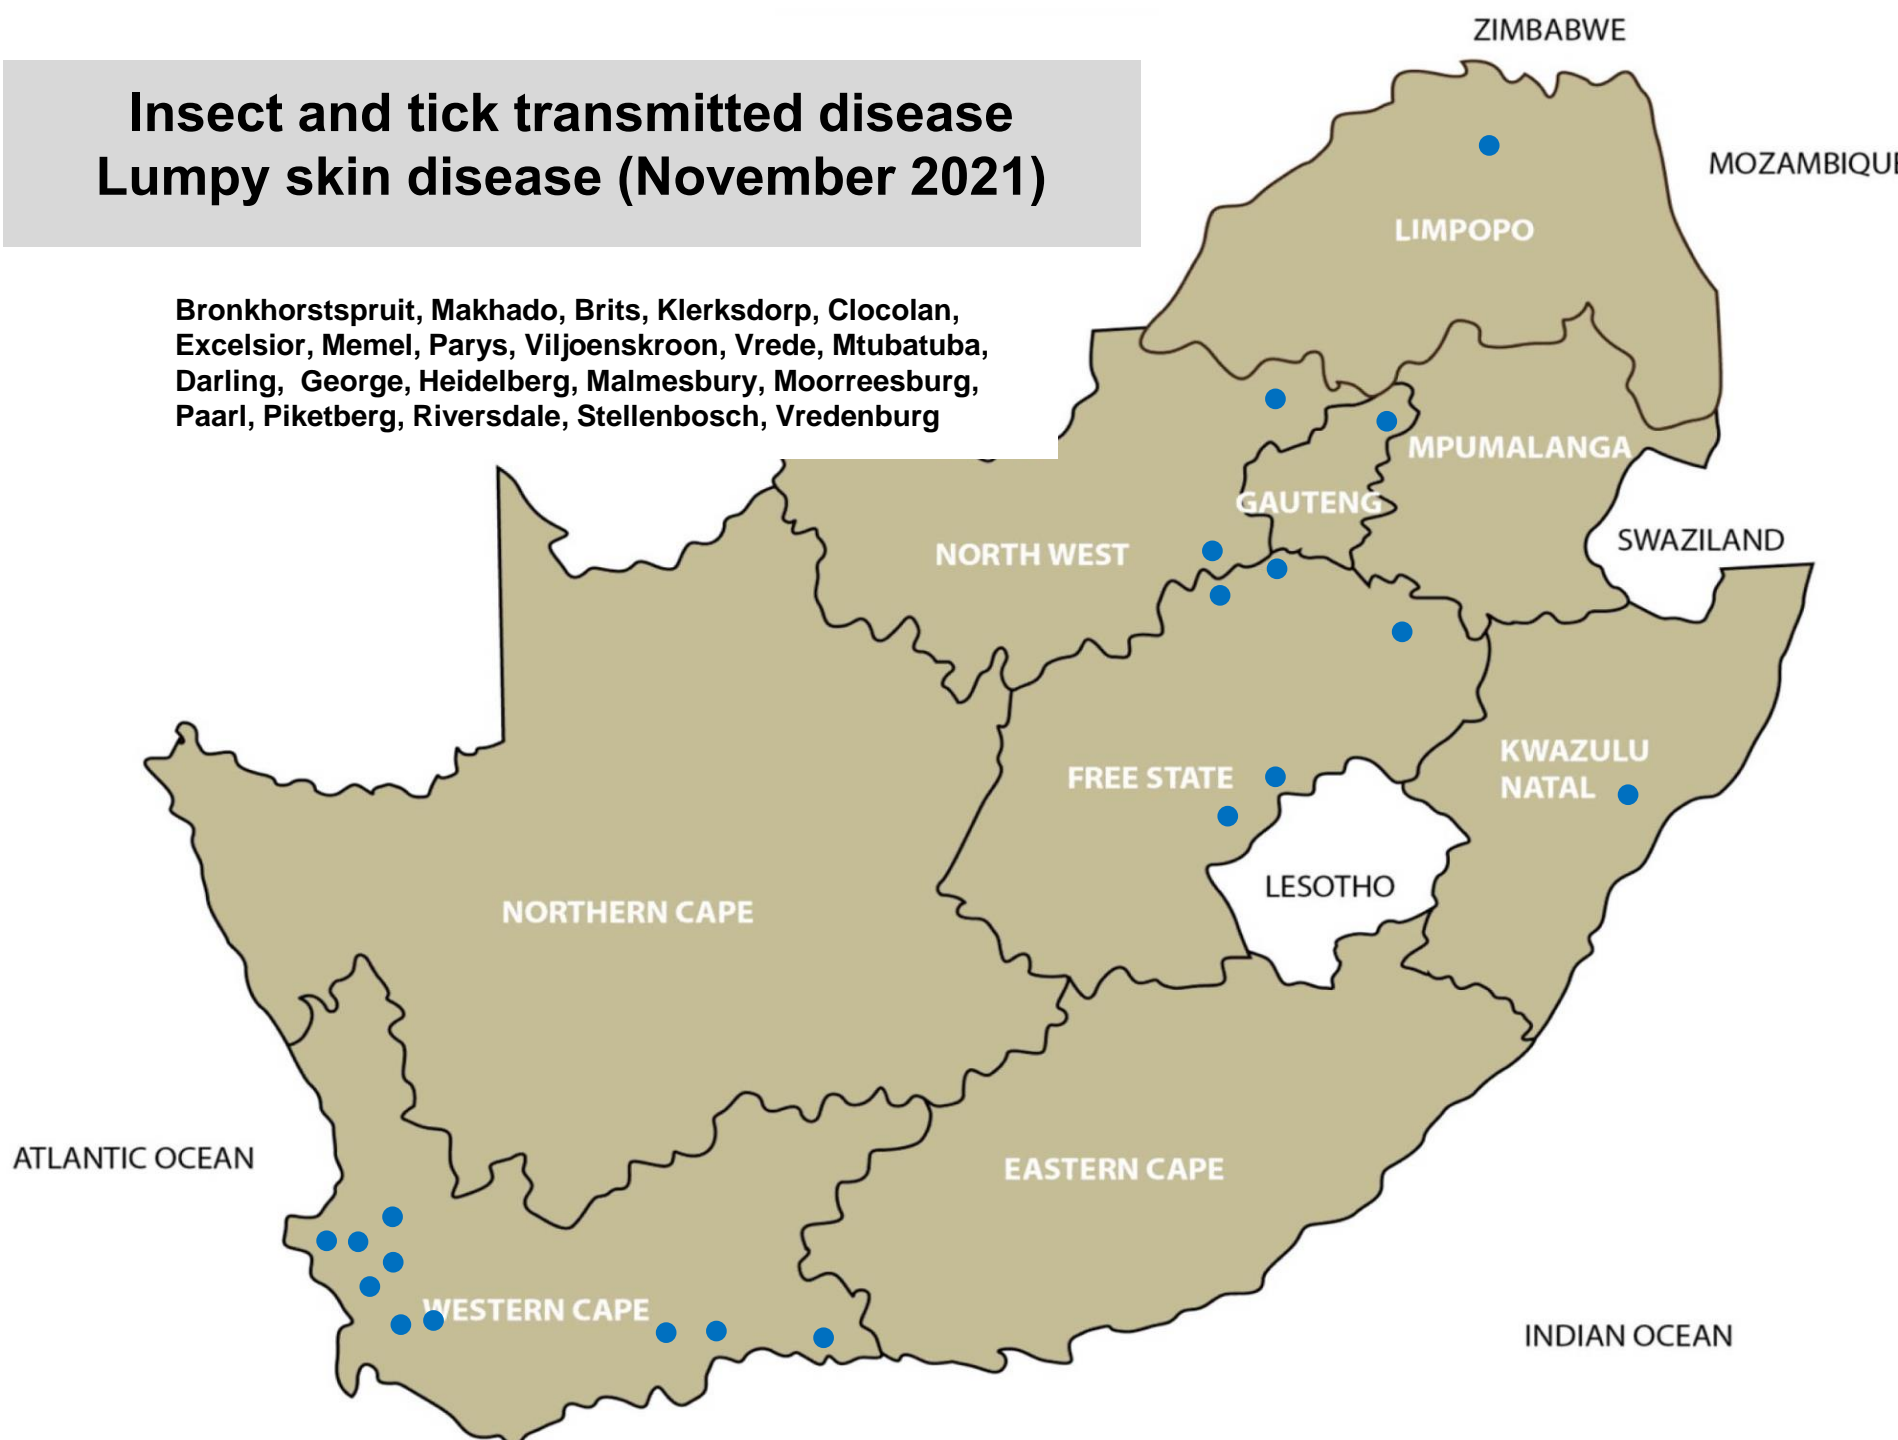 Insect and tick transmitted disease
Lumpy skin disease (November 2021)
Bronkhorstspruit, Makhado, Brits, Klerksdorp, Clocolan,
Excelsior, Memel, Parys, Viljoenskroon, Vrede, Mtubatuba,
Darling, George, Heidelberg, Malmesbury, Moorreesburg,
Paarl, Piketberg, Riversdale, Stellenbosch, Vredenburg
ZIMBABWE
MOZAMBIQUE
LIMPOPO
MPUMALANGA
GAUTENG
SWAZILAND
NORTH WEST
KWAZULU
NATAL
FREE STATE
LESOTHO
NORTHERN CAPE
ATLANTIC OCEAN
EASTERN CAPE
WESTERN CAPE
INDIAN OCEAN